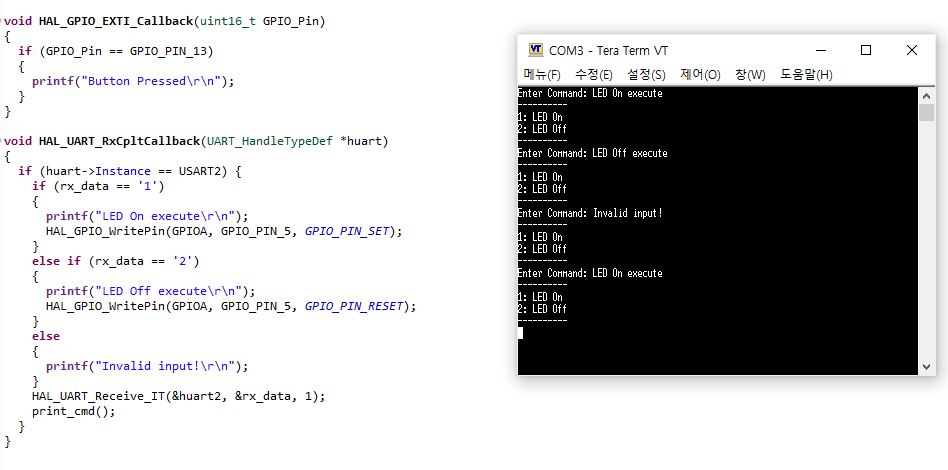 void HAL_GPIO_EXTI_Callback(uint16_t GPIO_Pin)
{
  if (GPIO_Pin == GPIO_PIN_13)
  {
    printf("Button Pressed\r\n");
  }
}

void HAL_UART_RxCpltCallback(UART_HandleTypeDef *huart)
{
  if (huart->Instance == USART2) {
    if (rx_data == '1')
    {
      printf("LED On execute\r\n");
      HAL_GPIO_WritePin(GPIOA, GPIO_PIN_5, GPIO_PIN_SET);
    }
    else if (rx_data == '2')
    {
      printf("LED Off execute\r\n");
      HAL_GPIO_WritePin(GPIOA, GPIO_PIN_5, GPIO_PIN_RESET);
    }
    else
    {
      printf("Invalid input!\r\n");
    }
    HAL_UART_Receive_IT(&huart2, &rx_data, 1);
    print_cmd();
  }
}
VT COM3 - Tera Term VT
메뉴(F) 수정(E) 설정(S) 제어(O) 창(W) 도움말(H)
Enter Command: LED On execute
----------
1: LED On
2: LED Off
----------
Enter Command: LED Off execute
----------
1: LED On
2: LED Off
----------
Enter Command: Invalid input!
----------
1: LED On
2: LED Off
----------
Enter Command: LED On execute
----------
1: LED On
2: LED Off
----------